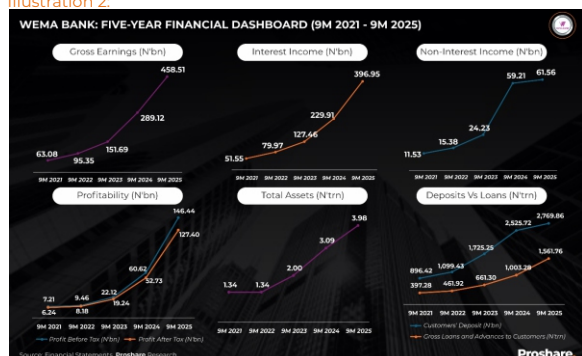 Illustration 2:
WEMA BANK: FIVE-YEAR FINANCIAL DASHBOARD (9M 2021 - 9M 2025)
Gross Earnings (N'bn)
63.08
95.35
151.69
289.12
458.51
9M 2021 9M 2022 9M 2023 9M 2024 9M 2025
Interest Income (N'bn)
51.55
79.97
127.46
229.91
396.95
9M 2021 9M 2022 9M 2023 9M 2024 9M 2025
Non-Interest Income (N'bn)
11.53
15.38
24.23
59.21
61.56
9M 2021 9M 2022 9M 2023 9M 2024 9M 2025
Profitability (N'bn)
7.21
9.46
22.12
60.62
146.44
6.24
8.18
19.24
52.73
127.40
9M 2021 9M 2022 9M 2023 9M 2024 9M 2025
Profit Before Tax (N'bn) Profit After Tax (N'bn)
Total Assets (N'trn)
1.34
1.34
2.00
3.09
3.98
9M 2021 9M 2022 9M 2023 9M 2024 9M 2025
Deposits Vs Loans (N'trn)
896.42
1,099.43
1,725.25
2,525.72
2,769.86
397.28
461.92
661.30
1,003.28
1,561.76
9M 2021 9M 2022 9M 2023 9M 2024 9M 2025
Customers' Deposit (N'bn)
Gross Loans and Advances to Customers (N'trn)
Source: Financial Statements, Proshare Research
Proshare